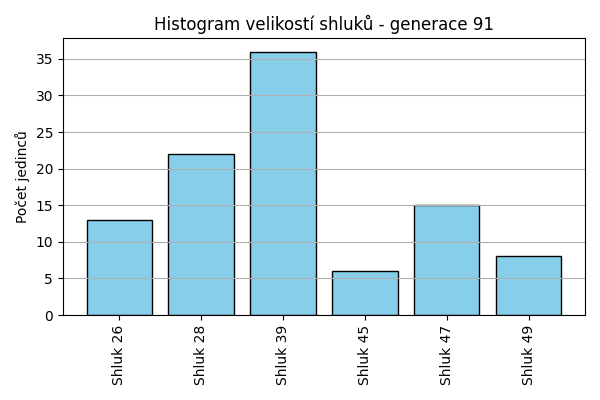 Histogram velikostí shluků - generace 91
Počet jedinců
35
30
25
20
15
10
5
0
Shluk 26
Shluk 28
Shluk 39
Shluk 45
Shluk 47
Shluk 49